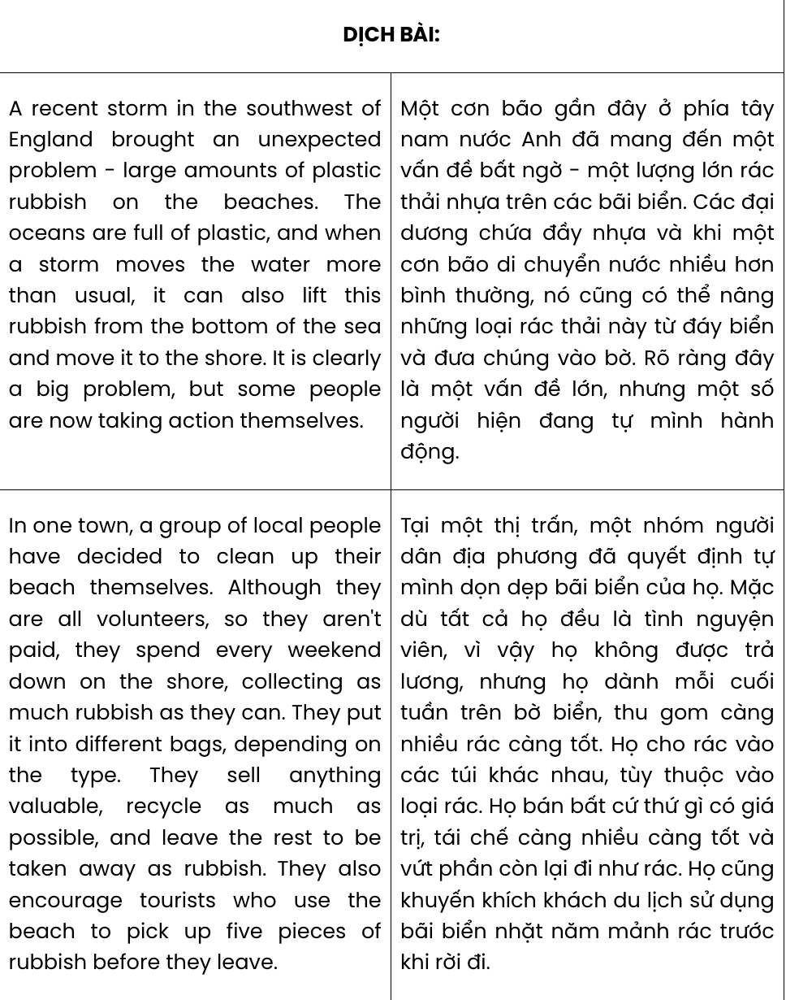 DỊCH BÀI:
A recent storm in the southwest of
England brought an unexpected
problem - large amounts of plastic
rubbish on the beaches. The
oceans are full of plastic, and when
a storm moves the water more
than usual, it can also lift this
rubbish from the bottom of the sea
and move it to the shore. It is clearly
a big problem, but some people
are now taking action themselves.
Một cơn bão gần đây ở phía tây
nam nước Anh đã mang đến một
vấn đề bất ngờ - một lượng lớn rác
thải nhựa trên các bãi biển. Các đại
dương chứa đầy nhựa và khi một
cơn bão di chuyển nước nhiều hơn
bình thường, nó cũng có thể nâng
những loại rác thải này từ đáy biển
và đưa chúng vào bờ. Rõ ràng đây
là một vấn đề lớn, nhưng một số
người hiện đang tự mình hành
động.
In one town, a group of local people
have decided to clean up their
beach themselves. Although they
are all volunteers, so they aren't
paid, they spend every weekend
down on the shore, collecting as
much rubbish as they can. They put
it into different bags, depending on
the type. They sell anything
valuable, recycle as much as
possible, and leave the rest to be
taken away as rubbish. They also
encourage tourists who use the
beach to pick up five pieces of
rubbish before they leave.
Tại một thị trấn, một nhóm người
dân địa phương đã quyết định tự
mình dọn dẹp bãi biển của họ. Mặc
dù tất cả họ đều là tình nguyện
viên, vì vậy họ không được trả
lương, nhưng họ dành mỗi cuối
tuần trên bờ biển, thu gom càng
nhiều rác càng tốt. Họ cho rác vào
các túi khác nhau, tùy thuộc vào
loại rác. Họ bán bất cứ thứ gì có giá
trị, tái chế càng nhiều càng tốt và
vứt phần còn lại đi như rác. Họ cũng
khuyến khích khách du lịch sử dụng
bãi biển nhặt năm mảnh rác trước
khi rời đi.